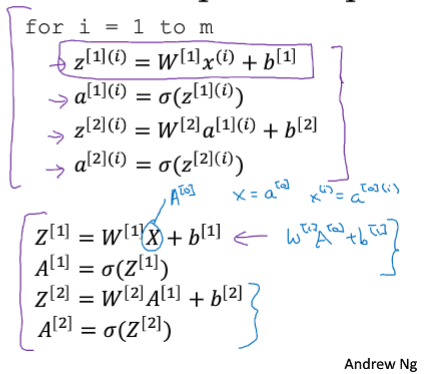 for i = 1 to m
→ z^[1](i) = W^[1]x^(i) + b^[1]
→ a^[1](i) = σ(z^[1](i))
→ z^[2](i) = W^[2]a^[1](i) + b^[2]
→ a^[2](i) = σ(z^[2](i))
A^[0] x = a^[0] x^(i) = a^[0](i)
Z^[1] = W^[1]X + b^[1] ← W^[1]A^[0] + b^[1]
A^[1] = σ(Z^[1])
Z^[2] = W^[2]A^[1] + b^[2]
A^[2] = σ(Z^[2])
Andrew Ng